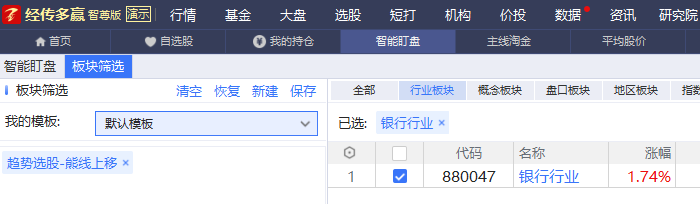 经传多赢 智尊版 演示 行情 基金 大盘 选股 短打 机构 价投 数据 资讯 研究院
首页 自选股 ¥ 我的持仓 智能盯盘 主线淘金 平均股价
智能盯盘 板块筛选
板块筛选 清空 恢复 新建 保存
全部 行业板块 概念板块 盘口板块 地区板块 指数
我的模板: 默认模板
已选: 银行行业 ×
代码 名称 涨幅
趋势选股-熊线上移 ×
1 880047 银行行业 1.74%